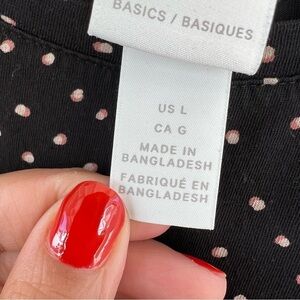 BASICS / BASIQUES
US L
CA G
MADE IN
BANGLADESH
FABRIQUÉ EN
BANGLADESH